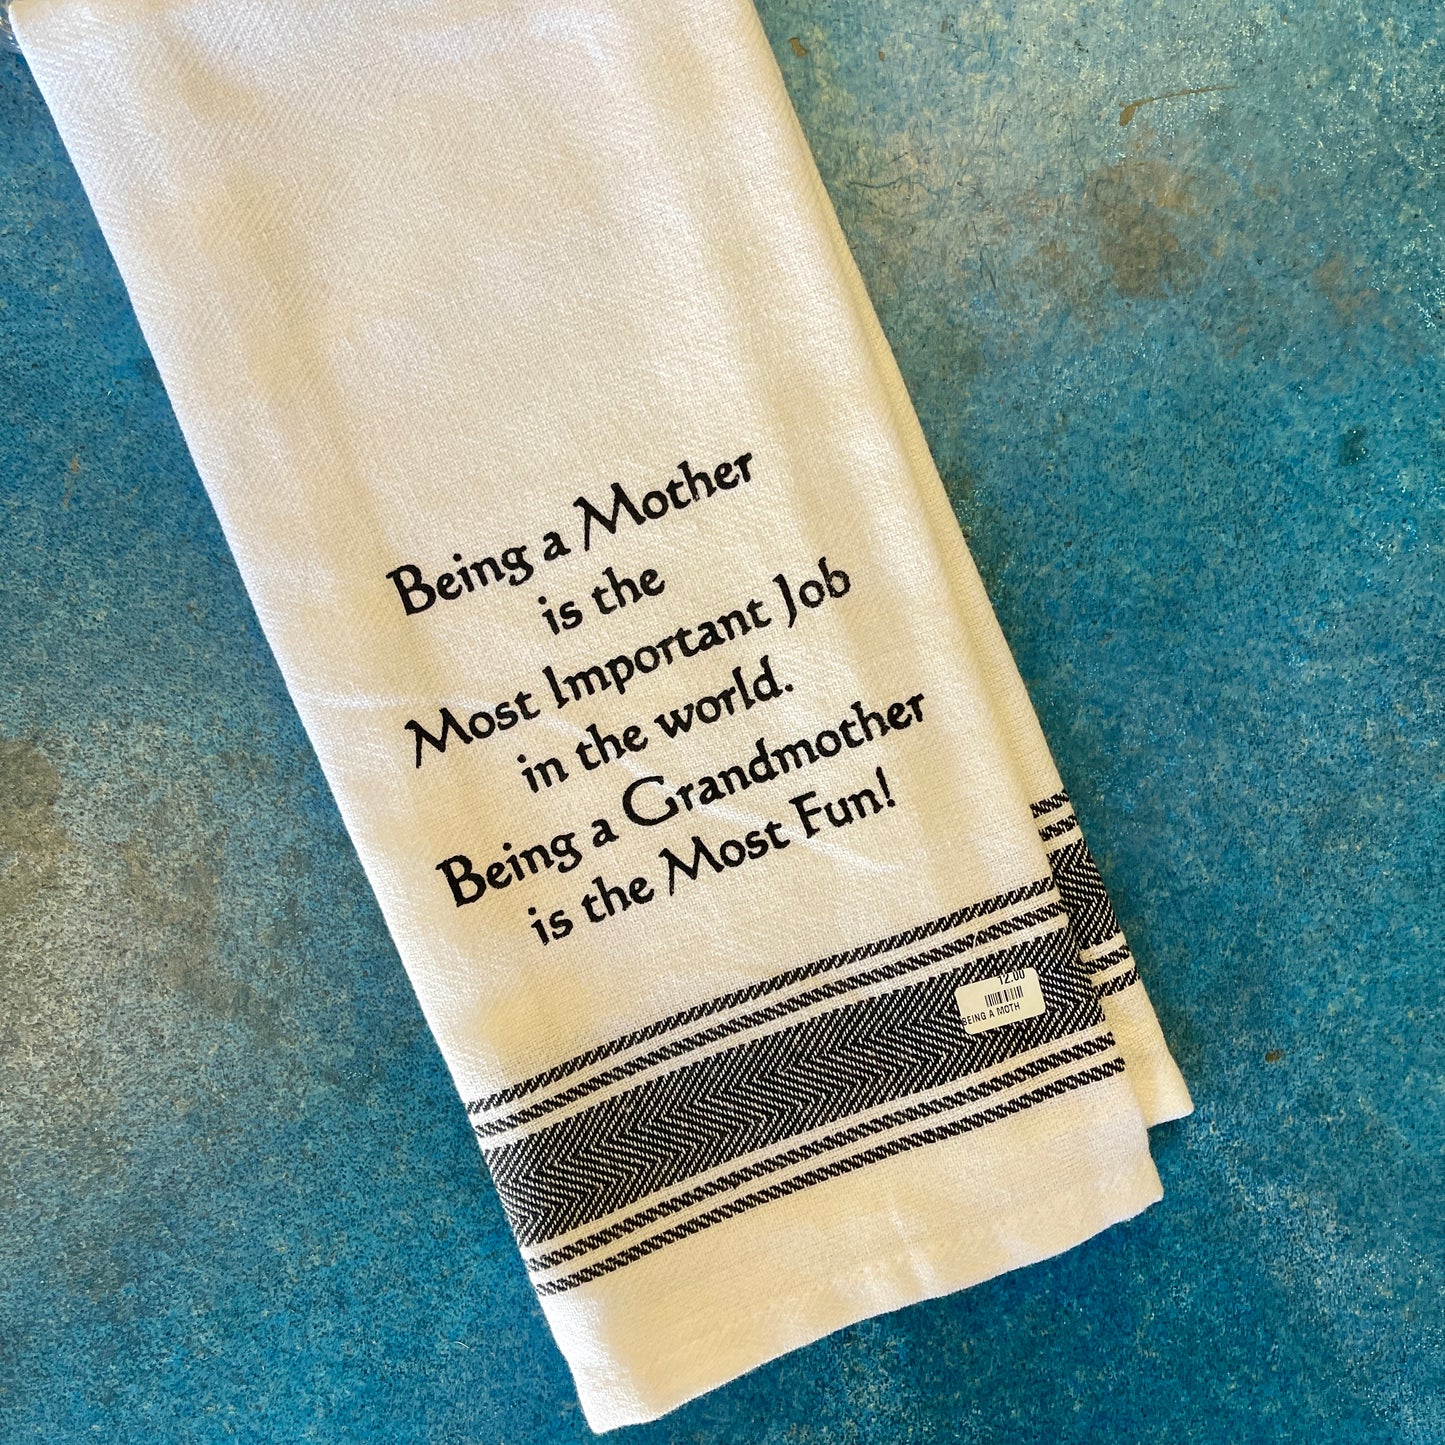 Being a Mother
is the
Most Important Job
in the world.
Being a Grandmother
is the Most Fun!
12.00
BEING A MOTH